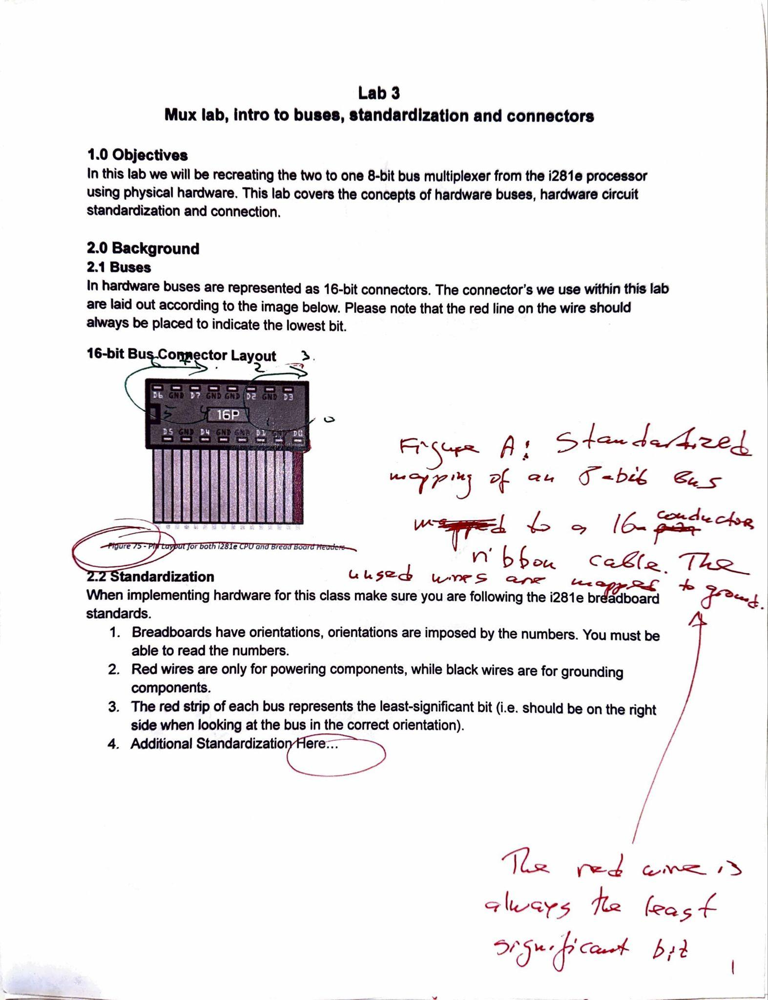 Lab 3
Mux lab, intro to buses, standardization and connectors
1.0 Objectives
In this lab we will be recreating the two to one 8-bit bus multiplexer from the i281e processor
using physical hardware. This lab covers the concepts of hardware buses, hardware circuit
standardization and connection.
2.0 Background
2.1 Buses
In hardware buses are represented as 16-bit connectors. The connector's we use within this lab
are laid out according to the image below. Please note that the red line on the wire should
always be placed to indicate the lowest bit.
16-bit Bus Connector Layout
6 7 2 3.
D6 GND D7 GND GND D2 GND D3
5 4 16P 1 0
D5 GND D4 GND GND D1 GND D0
Figure A: Standardized
mapping of an 8-bit Bus
mapped to a 16- conductor
ribbon cable. The
unused wires are mapped to ground.
Figure 75 - Pin Layout for both i281e CPU and Bread Board Headers
2.2 Standardization
When implementing hardware for this class make sure you are following the i281e breadboard
standards.
1. Breadboards have orientations, orientations are imposed by the numbers. You must be
able to read the numbers.
2. Red wires are only for powering components, while black wires are for grounding
components.
3. The red strip of each bus represents the least-significant bit (i.e. should be on the right
side when looking at the bus in the correct orientation).
4. Additional Standardization Here...
The red wire is
always the least
significant bit
1